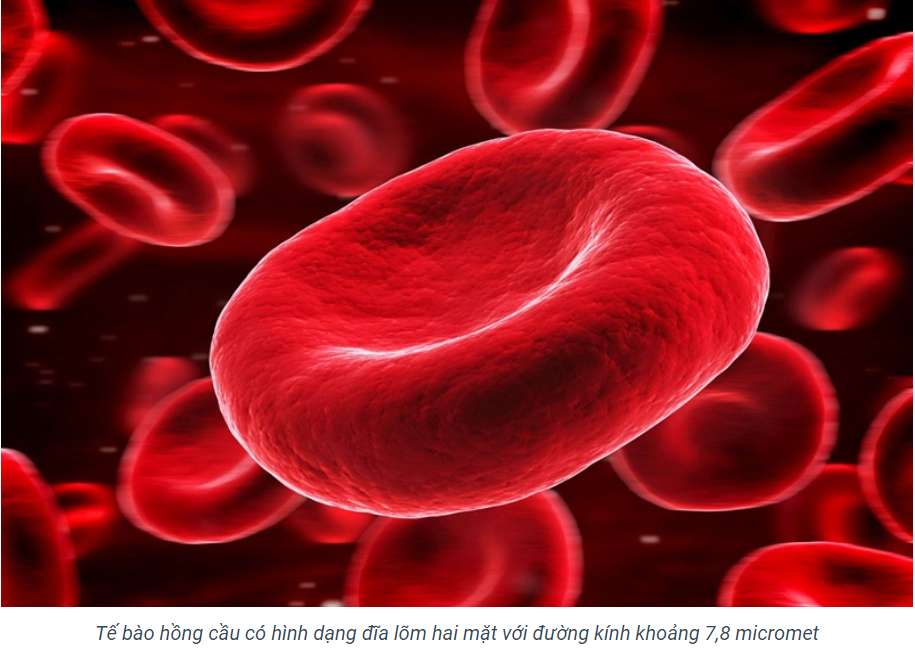 Tế bào hồng cầu có hình dạng đĩa lõm hai mặt với đường kính khoảng 7,8 micromet